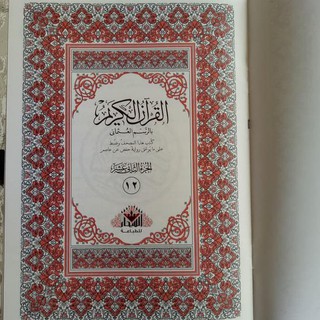 القرآن الكريم
بالرسم العثماني
كتب هذا المصحف وضبط
على ما يوافق رواية حفص عن عاصم
الجزء الثاني عشر
١٢
للطباعة